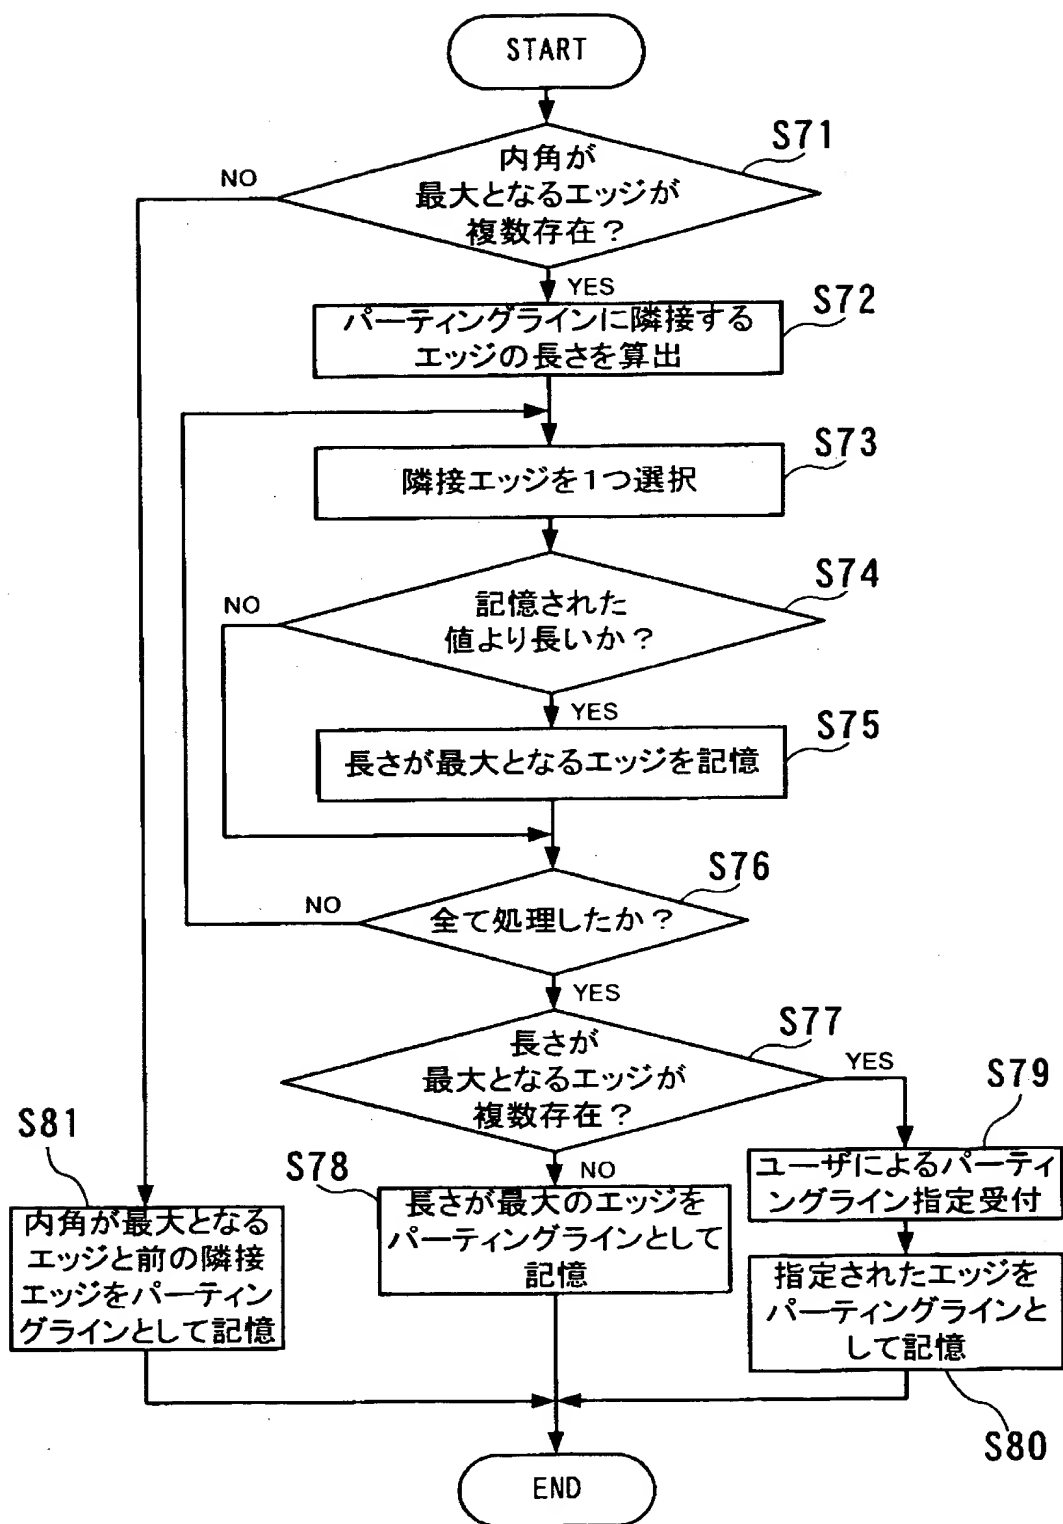 START
S71
内角が
最大となるエッジが
複数存在？
NO
YES
S72
パーティングラインに隣接する
エッジの長さを算出
S73
隣接エッジを1つ選択
S74
記憶された
値より長いか？
NO
YES
S75
長さが最大となるエッジを記憶
S76
全て処理したか？
NO
YES
S77
長さが
最大となるエッジが
複数存在？
YES
NO
S79
ユーザによるパーティ
ングライン指定受付
S81
内角が最大となる
エッジと前の隣接
エッジをパーティン
グラインとして記憶
S78
長さが最大のエッジを
パーティングラインとして
記憶
指定されたエッジを
パーティングラインと
して記憶
S80
END